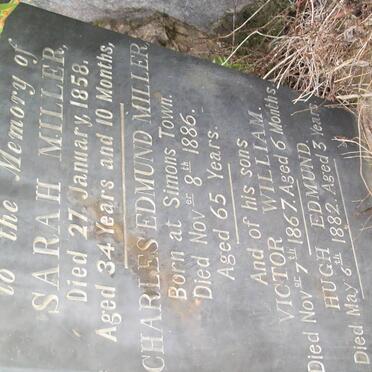 to the Memory of
SARAH MILLER,
Died 27 January, 1858.
Aged 34 Years and 10 Months,
CHARLES EDMUND MILLER
Born at Simons Town.
Died Nover 8th 1886.
Aged 65 Years.
And of his sons
VICTOR WILLIAM.
Died Novr 7th 1867 Aged 6 Months.
HUGH EDMUND,
Died May 6th 1882 Aged 3 Years